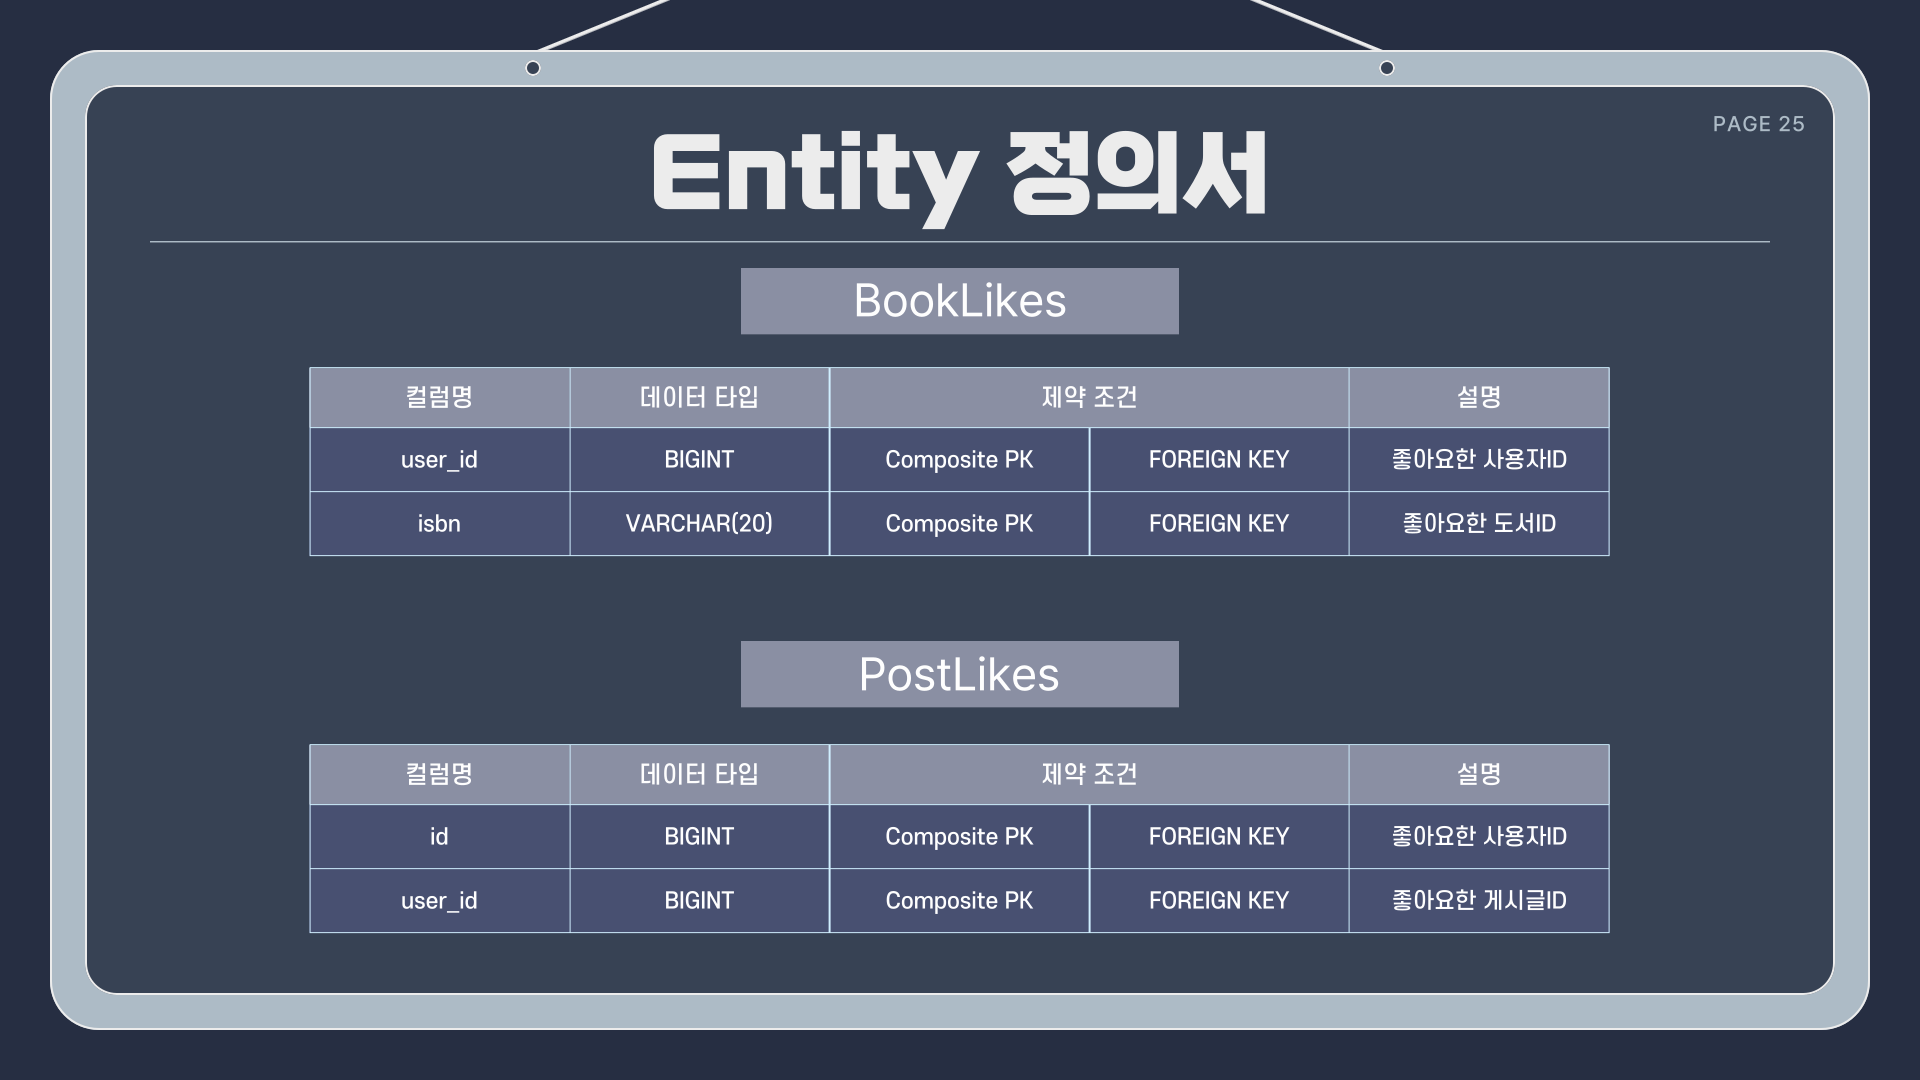 PAGE 25
Entity 정의서
BookLikes
컬럼명 데이터 타입 제약 조건 설명
user_id BIGINT Composite PK FOREIGN KEY 좋아요한 사용자ID
isbn VARCHAR(20) Composite PK FOREIGN KEY 좋아요한 도서ID
PostLikes
컬럼명 데이터 타입 제약 조건 설명
id BIGINT Composite PK FOREIGN KEY 좋아요한 사용자ID
user_id BIGINT Composite PK FOREIGN KEY 좋아요한 게시글ID